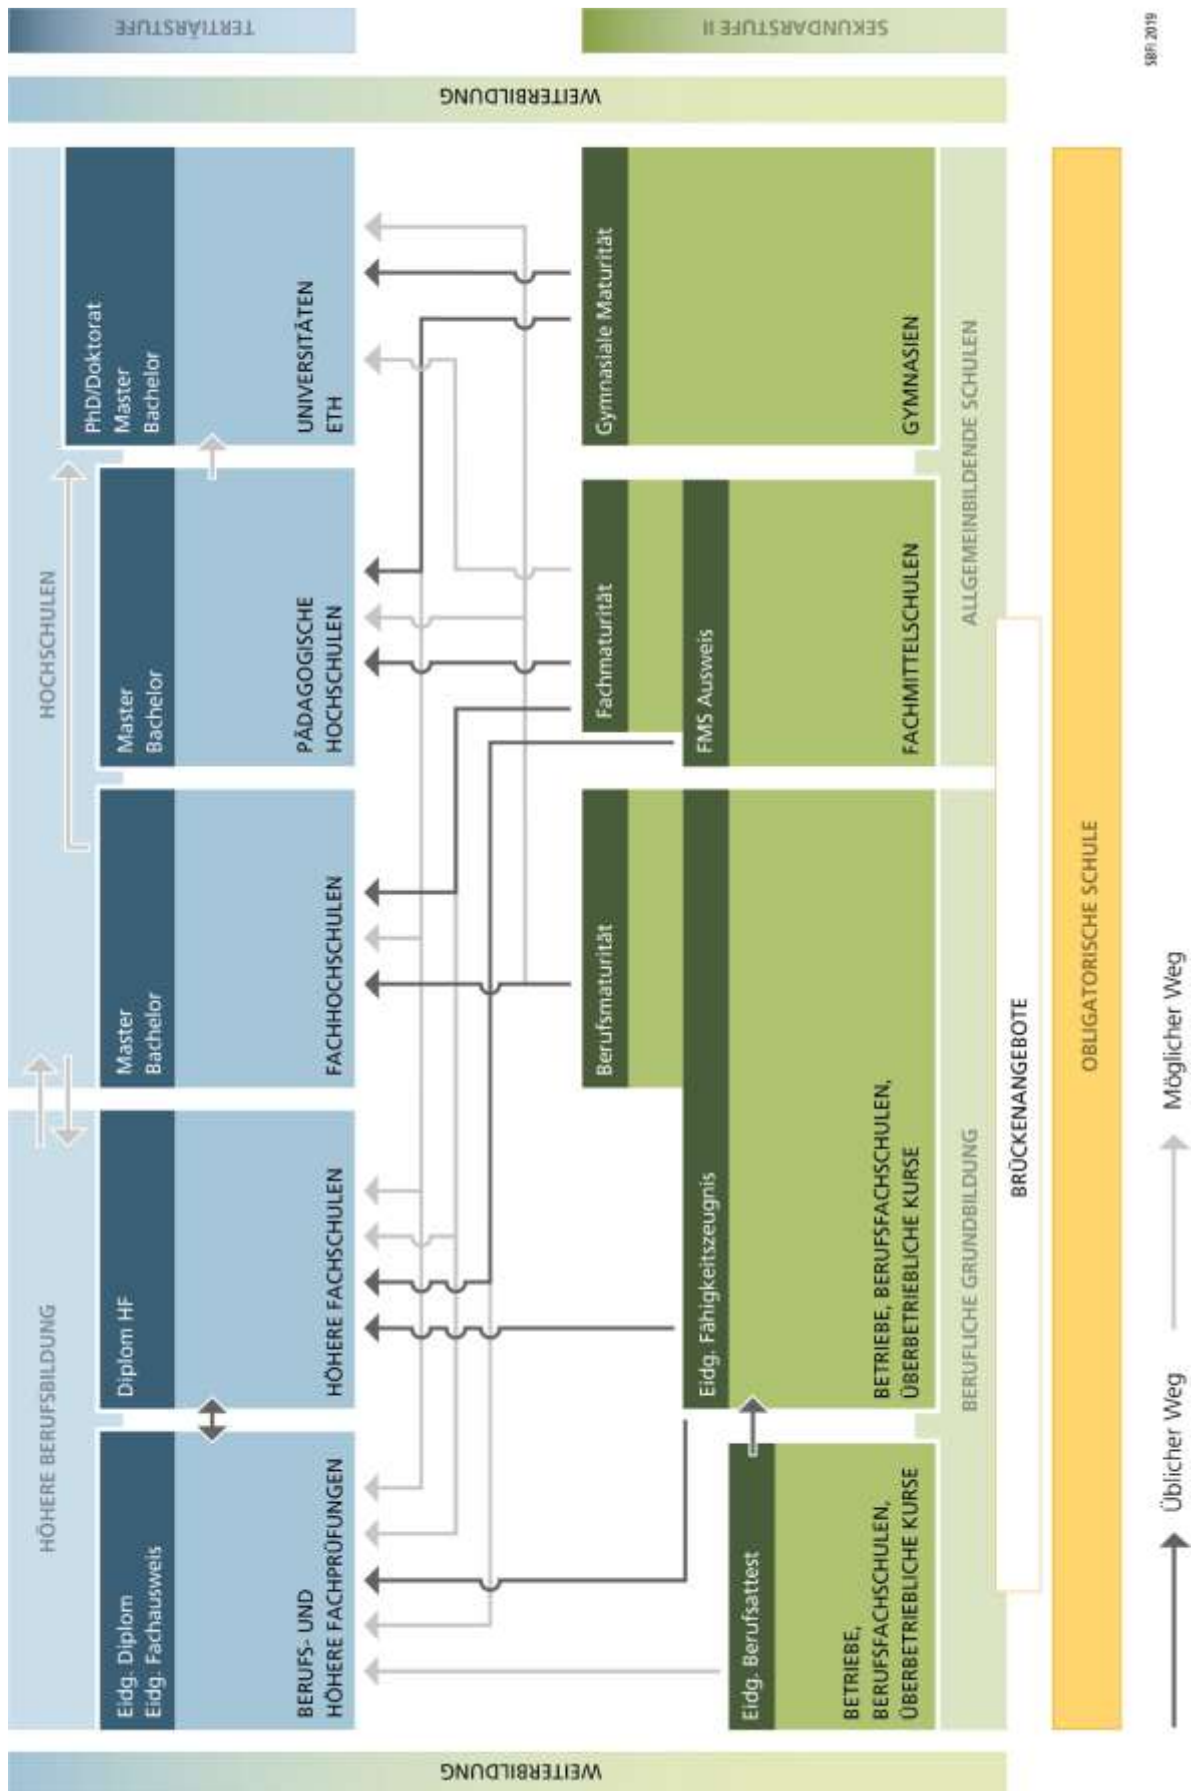 HÖHERE BERUFSBILDUNG
HOCHSCHULEN
Eidg. Diplom
Eidg. Fachausweis
BERUFS- UND
HÖHERE FACHPRÜFUNGEN
Diplom HF
HÖHERE FACHSCHULEN
Master
Bachelor
FACHHOCHSCHULEN
Master
Bachelor
PÄDAGOGISCHE
HOCHSCHULEN
PhD/Doktorat
Master
Bachelor
UNIVERSITÄTEN
ETH
WEITERBILDUNG
WEITERBILDUNG
TERTIÄRSTUFE
SEKUNDARSTUFE II
Eidg. Berufsattest
BETRIEBE,
BERUFSFACHSCHULEN,
ÜBERBETRIEBLICHE KURSE
Eidg. Fähigkeitszeugnis
BETRIEBE, BERUFSFACHSCHULEN,
ÜBERBETRIEBLICHE KURSE
Berufsmaturität
Fachmaturität
FMS Ausweis
FACHMITTELSCHULEN
Gymnasiale Maturität
GYMNASIEN
BERUFLICHE GRUNDBILDUNG
ALLGEMEINBILDENDE SCHULEN
BRÜCKENANGEBOTE
OBLIGATORISCHE SCHULE
Üblicher Weg
Möglicher Weg
SBFI 2019